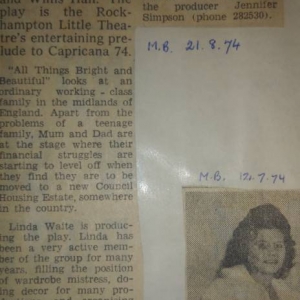 play is the Rock-
hampton Little Thea-
tre's entertaining pre-
lude to Capricana 74.
"All Things Bright and
Beautiful" looks at an
ordinary working - class
family in the midlands of
England. Apart from the
problems of a teenage
family, Mum and Dad are
at the stage where their
financial struggles are
starting to level off when
they find they are to be
moved to a new Council
Housing Estate, somewhere
in the country.
Linda Waite is produc-
ing the play. Linda has
been a very active mem-
ber of the group for many
years, filling the position
of wardrobe mistress, do-
ing decor for many pro-
the producer Jennifer
Simpson (phone 282530).
M.B. 21.8.74
M.B. 12.7.74